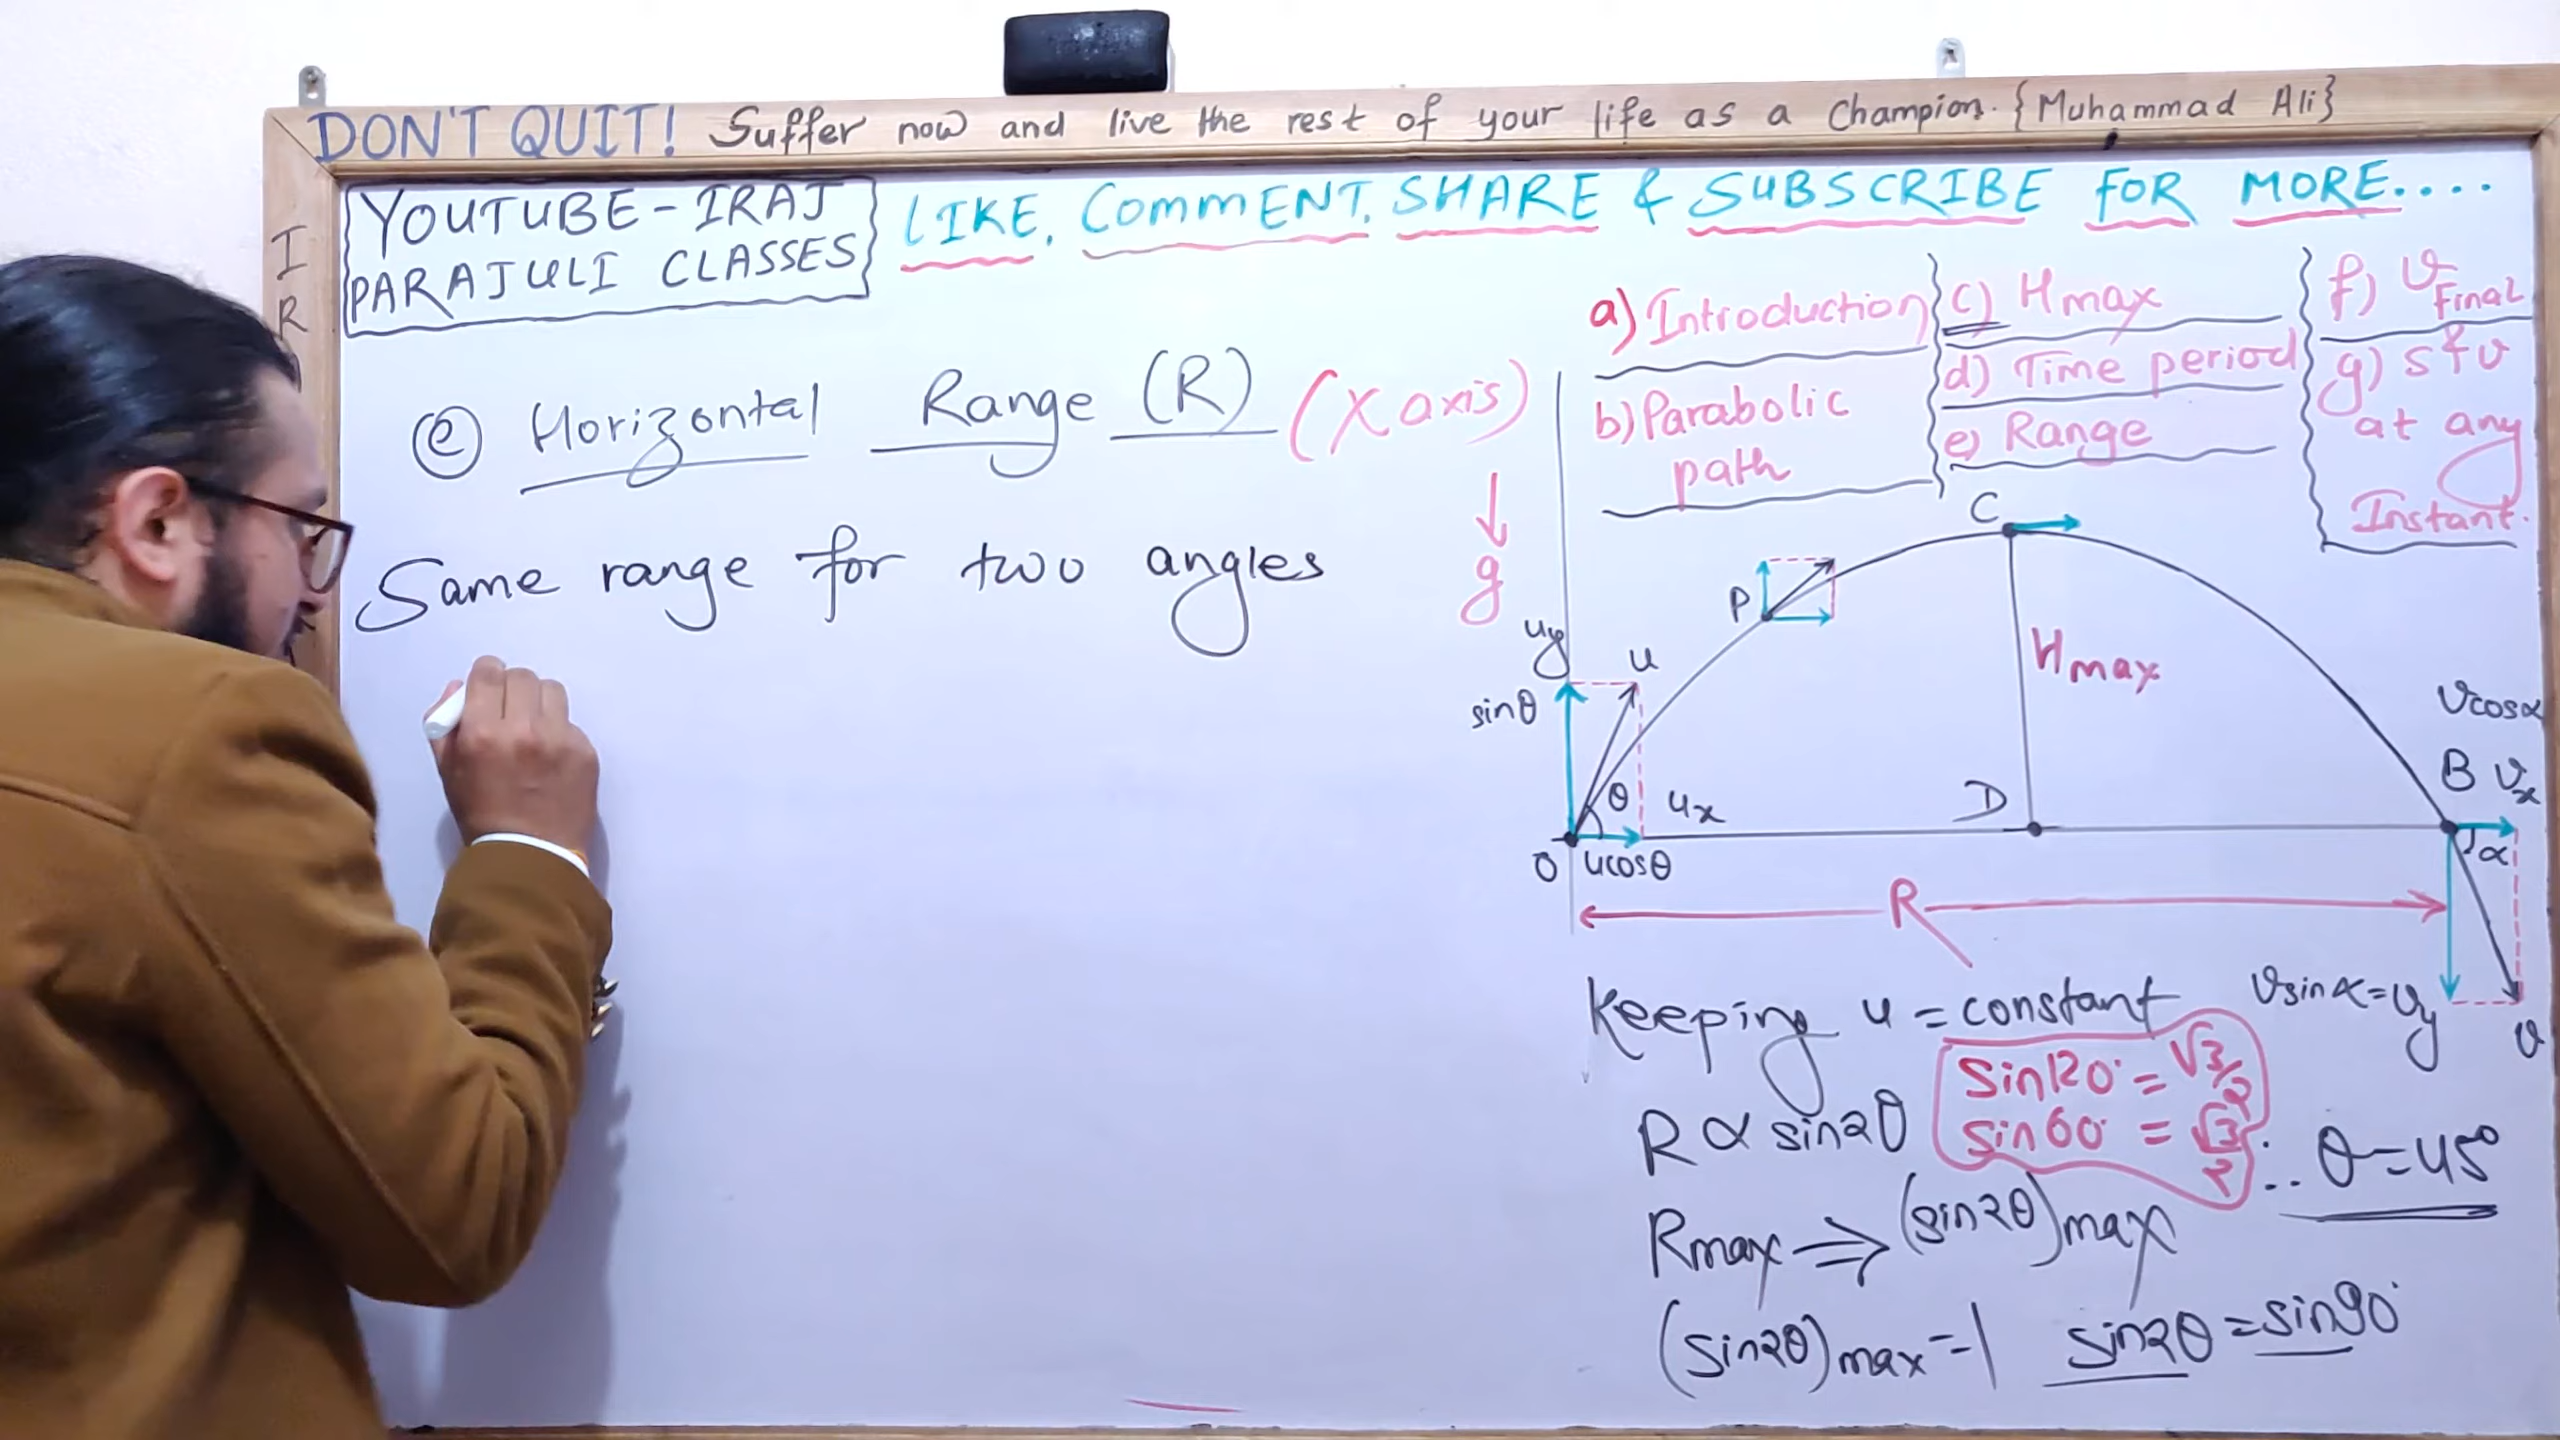 DON'T QUIT! Suffer now and live the rest of your life as a Champion. {Muhammad Ali}
I
R
YOUTUBE-IRAJ
PARAJULI CLASSES
LIKE, COMMENT, SHARE & SUBSCRIBE FOR MORE....
a) Introduction
b) Parabolic
path
c) Hmax
d) Time period
e) Range
f) v Final
g) s & v
at any
Instant.
e Horizontal Range (R) (X axis)
↓
g
Same range for two angles
C
P
uy
u
sinθ
Hmax
vcosα
B vx
θ
ux
D
O
ucosθ
α
R
vsinα=vy
v
Keeping u = constant
Sin120° = √3/2
Sin60° = √3/2
R ∝ sin2θ
∴ θ=45°
Rmax ⇒ (sin2θ)max
(sin2θ)max=1
sin2θ=sin90°